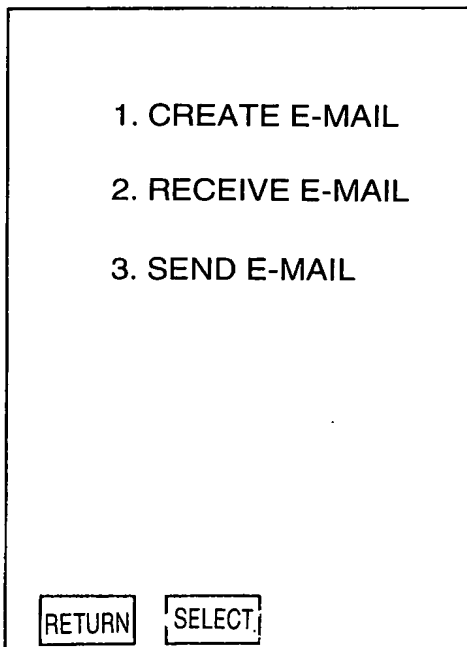 1. CREATE E-MAIL
2. RECEIVE E-MAIL
3. SEND E-MAIL
RETURN SELECT